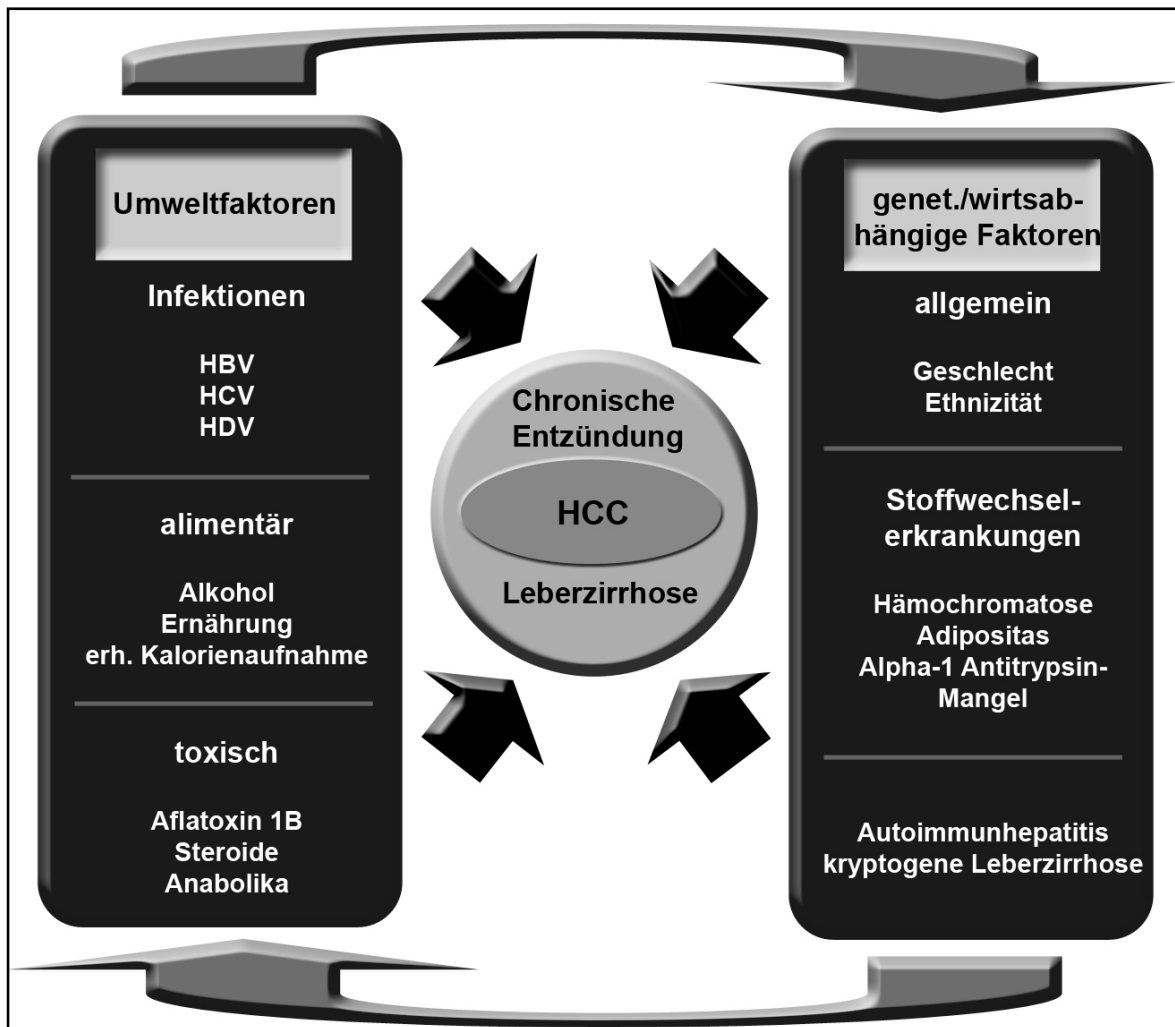 Umweltfaktoren
Infektionen
HBV
HCV
HDV
alimentär
Alkohol
Ernährung
erh. Kalorienaufnahme
toxisch
Aflatoxin 1B
Steroide
Anabolika
Chronische
Entzündung
HCC
Leberzirrhose
genet./wirtsab-
hängige Faktoren
allgemein
Geschlecht
Ethnizität
Stoffwechsel-
erkrankungen
Hämochromatose
Adipositas
Alpha-1 Antitrypsin-
Mangel
Autoimmunhepatitis
kryptogene Leberzirrhose